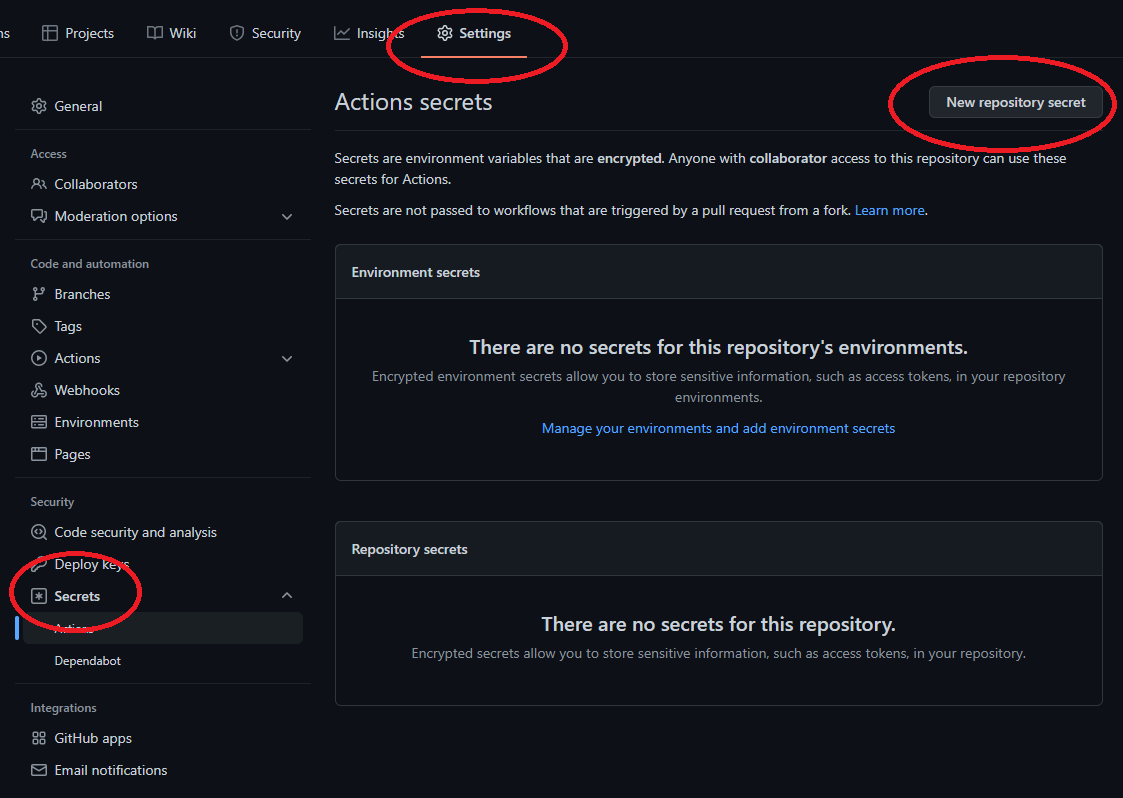 ns
Projects
Wiki
Security
Insights
Settings
General
Access
Collaborators
Moderation options
Code and automation
Branches
Tags
Actions
Webhooks
Environments
Pages
Security
Code security and analysis
Deploy keys
Secrets
Actions
Dependabot
Integrations
GitHub apps
Email notifications
Actions secrets
New repository secret
Secrets are environment variables that are encrypted. Anyone with collaborator access to this repository can use these
secrets for Actions.
Secrets are not passed to workflows that are triggered by a pull request from a fork. Learn more.
Environment secrets
There are no secrets for this repository's environments.
Encrypted environment secrets allow you to store sensitive information, such as access tokens, in your repository
environments.
Manage your environments and add environment secrets
Repository secrets
There are no secrets for this repository.
Encrypted secrets allow you to store sensitive information, such as access tokens, in your repository.